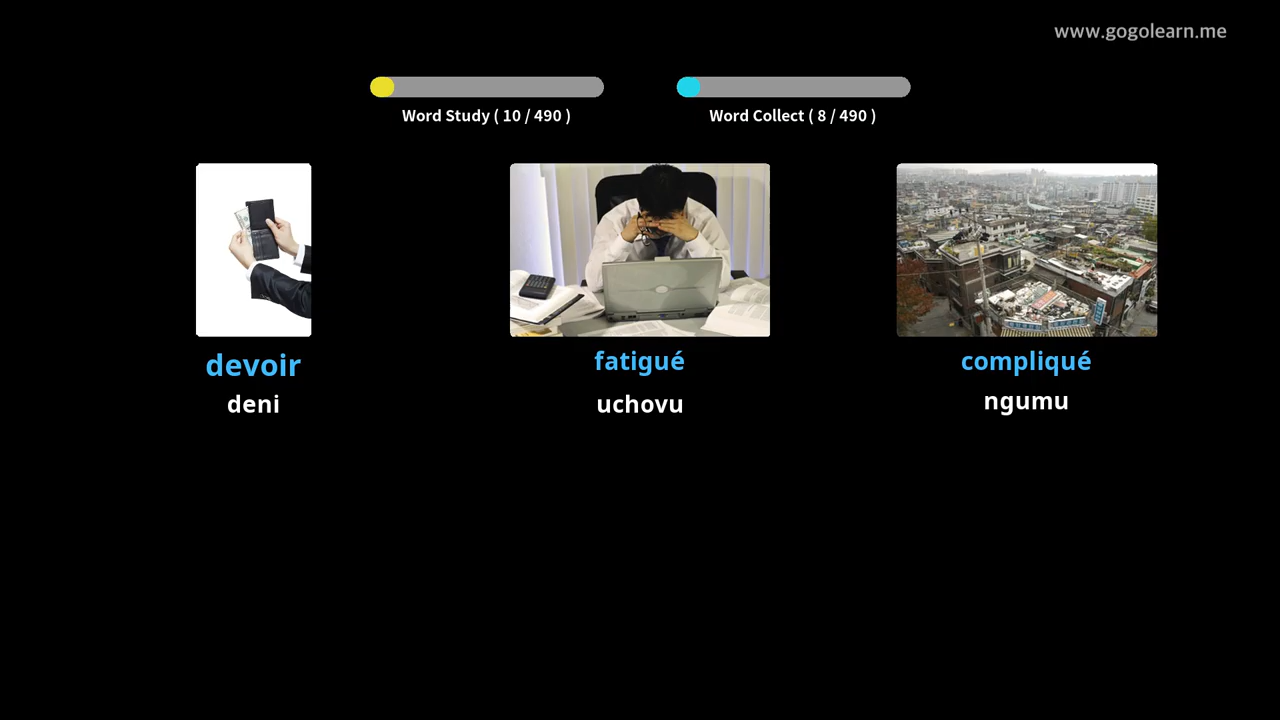 www.gogolearn.me
Word Study ( 10 / 490 )
Word Collect ( 8 / 490 )
devoir
deni
fatigué
uchovu
compliqué
ngumu